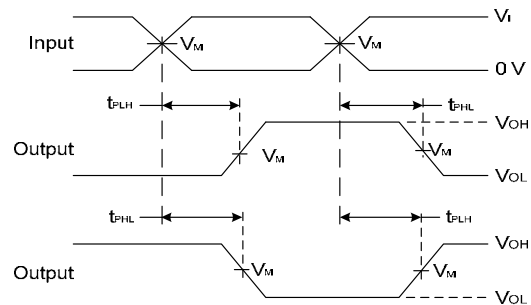 Input
VM
VM
VI
0 V
tPLH
tPHL
Output
VM
VM
VOH
VOL
tPHL
tPLH
Output
VM
VM
VOH
VOL